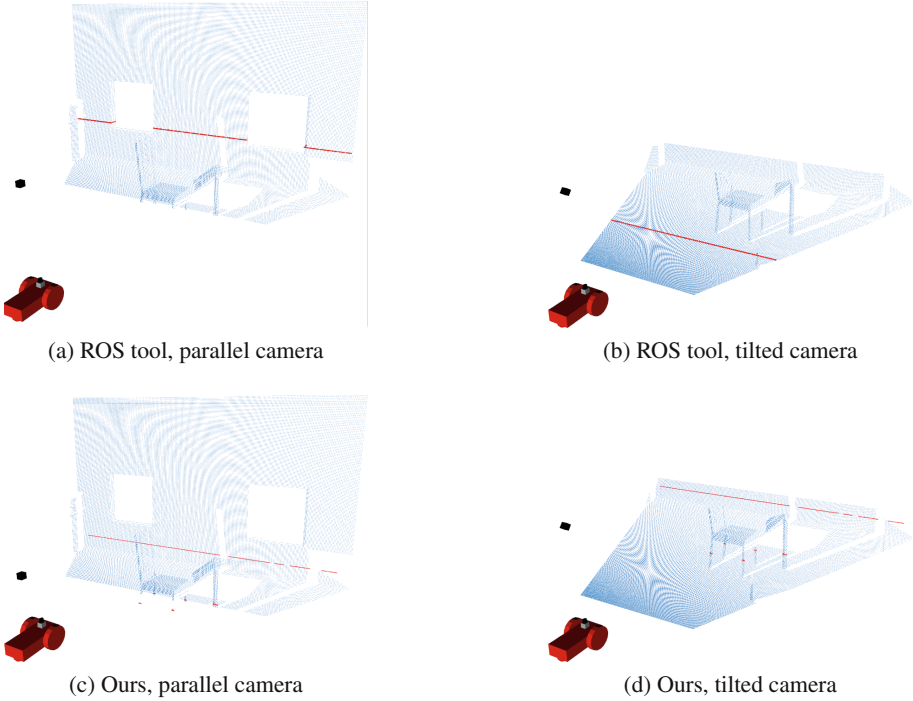 (a) ROS tool, parallel camera
(b) ROS tool, tilted camera
(c) Ours, parallel camera
(d) Ours, tilted camera